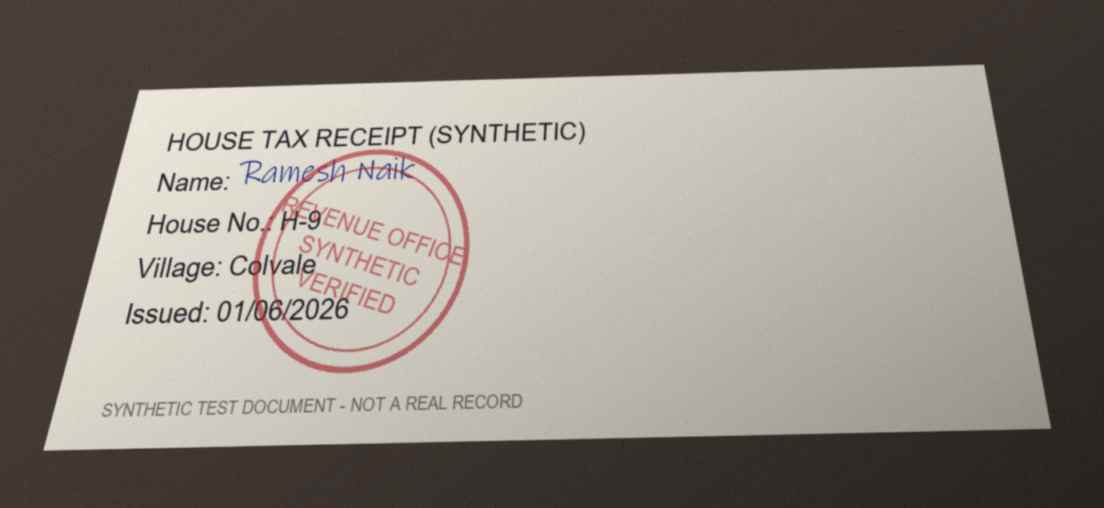 HOUSE TAX RECEIPT (SYNTHETIC)
Name: Ramesh Naik
House No.: H-9
Village: Colvale
Issued: 01/06/2026
REVENUE OFFICE
SYNTHETIC
VERIFIED
SYNTHETIC TEST DOCUMENT - NOT A REAL RECORD